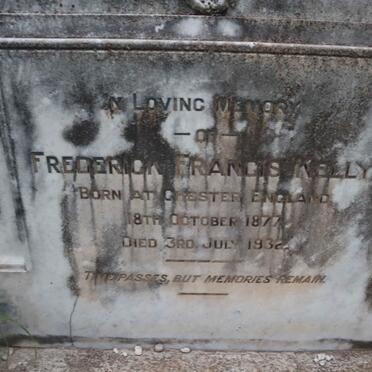 IN LOVING MEMORY
— OF —
FREDERICK FRANCIS KELLY
BORN AT CHESTER, ENGLAND
18TH OCTOBER 1877
DIED 3RD JULY 1932.
TIME PASSES, BUT MEMORIES REMAIN.